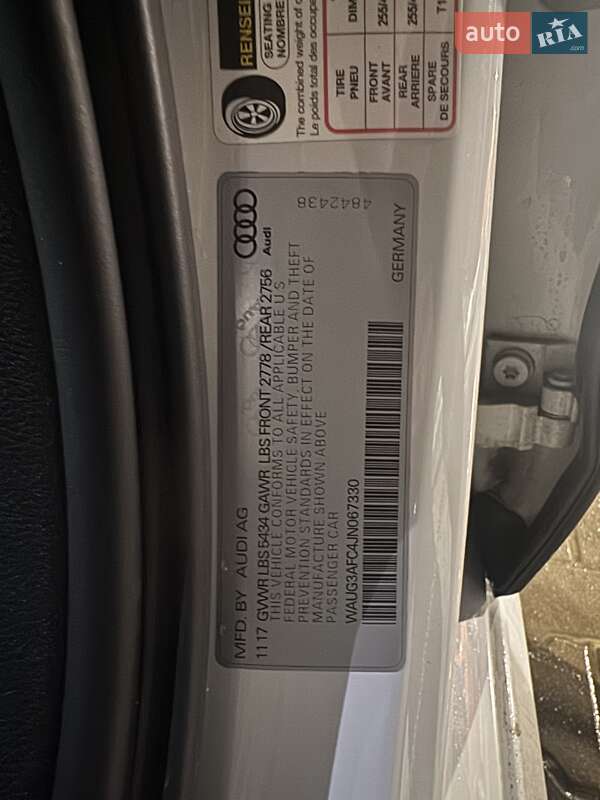 auto RIA.com
RENSEI
SEATING
NOMBRE
The combined weight of
Le poids total des occupe
TIRE
PNEU
DIM
FRONT
AVANT
255/
REAR
ARRIERE
255/
SPARE
DE SECOURS
T1
4842438
Audi
MFD. BY AUDI AG
11 17 GVWR LBS 5434 GAWR LBS FRONT 2778 /REAR 2756
THIS VEHICLE CONFORMS TO ALL APPLICABLE U S
FEDERAL MOTOR VEHICLE SAFETY, BUMPER AND THEFT
PREVENTION STANDARDS IN EFFECT ON THE DATE OF
MANUFACTURE SHOWN ABOVE
PASSENGER CAR
WAUG3AFC4JN067330
GERMANY